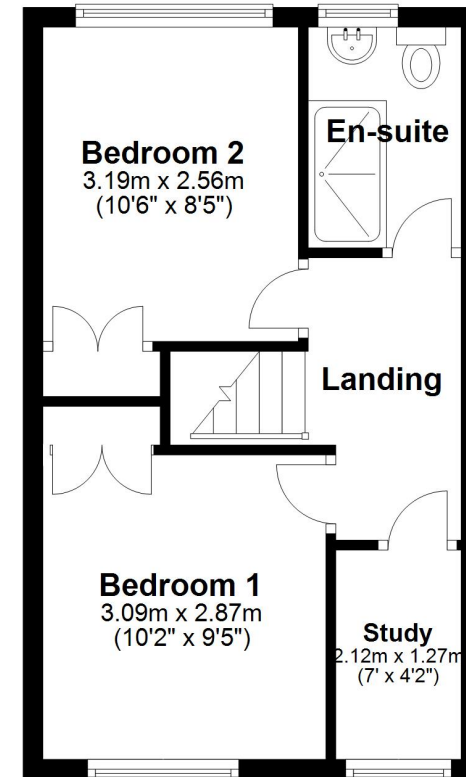 Bedroom 2
3.19m x 2.56m
(10'6" x 8'5")
En-suite
Landing
Bedroom 1
3.09m x 2.87m
(10'2" x 9'5")
Study
2.12m x 1.27m
(7' x 4'2")